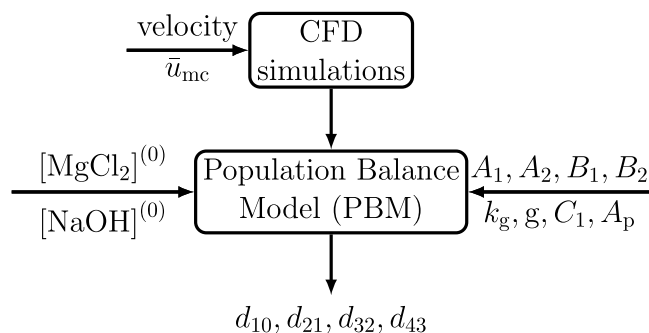 velocity
ū_mc
CFD
simulations
[MgCl₂]⁽⁰⁾
[NaOH]⁽⁰⁾
Population Balance
Model (PBM)
A₁, A₂, B₁, B₂
k_g, g, C₁, A_p
d₁₀, d₂₁, d₃₂, d₄₃